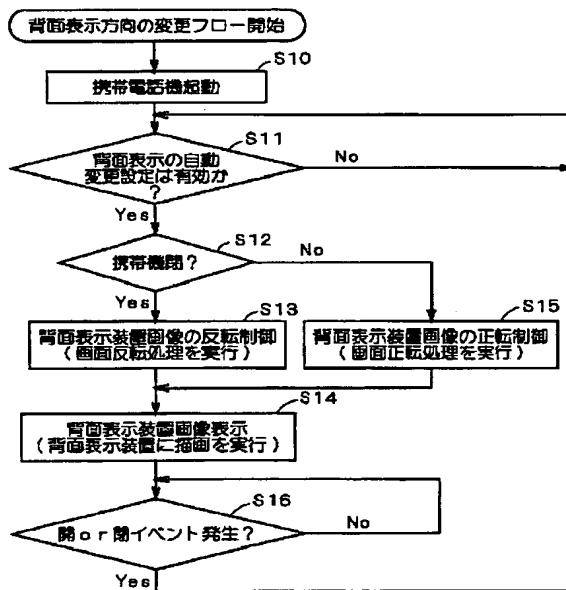 背面表示方向の変更フロー開始
S10
携帯電話機起動
S11
背面表示の自動
変更設定は有効か
?
No
Yes
S12
携帯機閉?
No
Yes
S13
背面表示装置画像の反転制御
(画面反転処理を実行)
S15
背面表示装置画像の正転制御
(画面正転処理を実行)
S14
背面表示装置画像表示
(背面表示装置に描画を実行)
S16
開or閉イベント発生?
No
Yes